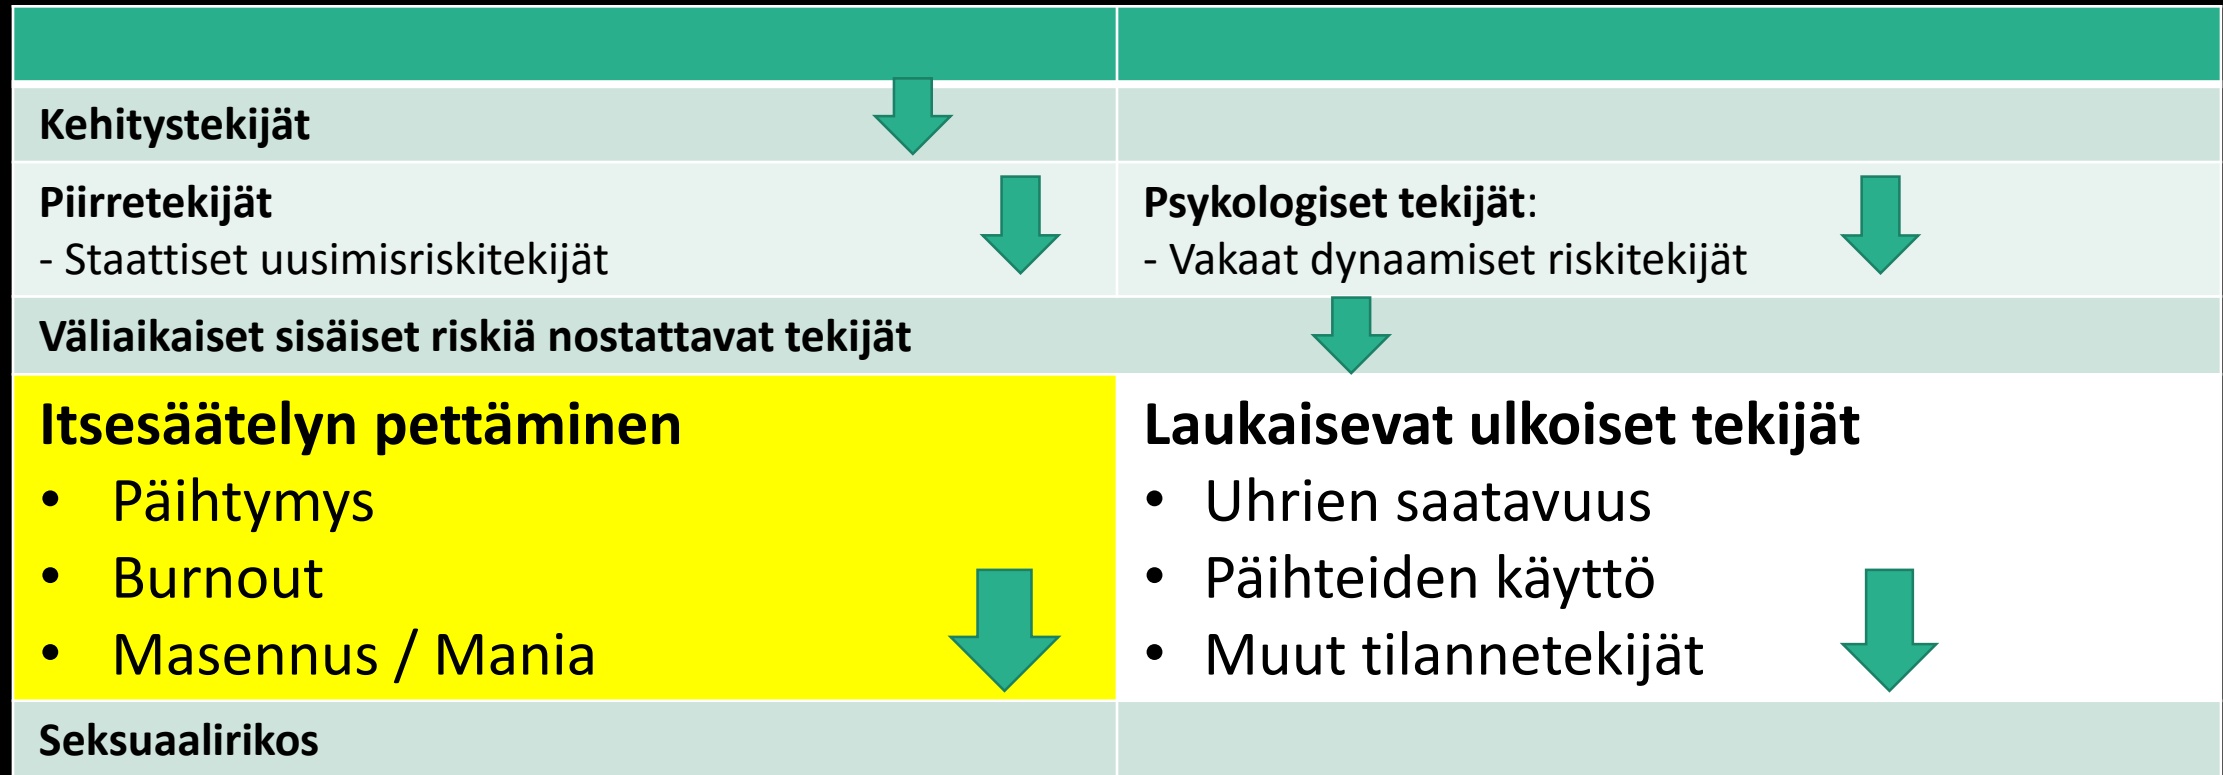 Kehitystekijät
Piirretekijät
- Staattiset uusimisriskitekijät
Psykologiset tekijät:
- Vakaat dynaamiset riskitekijät
Väliaikaiset sisäiset riskiä nostattavat tekijät
Itsesäätelyn pettäminen
• Päihtymys
• Burnout
• Masennus / Mania
Laukaisevat ulkoiset tekijät
• Uhrien saatavuus
• Päihteiden käyttö
• Muut tilannetekijät
Seksuaalirikos